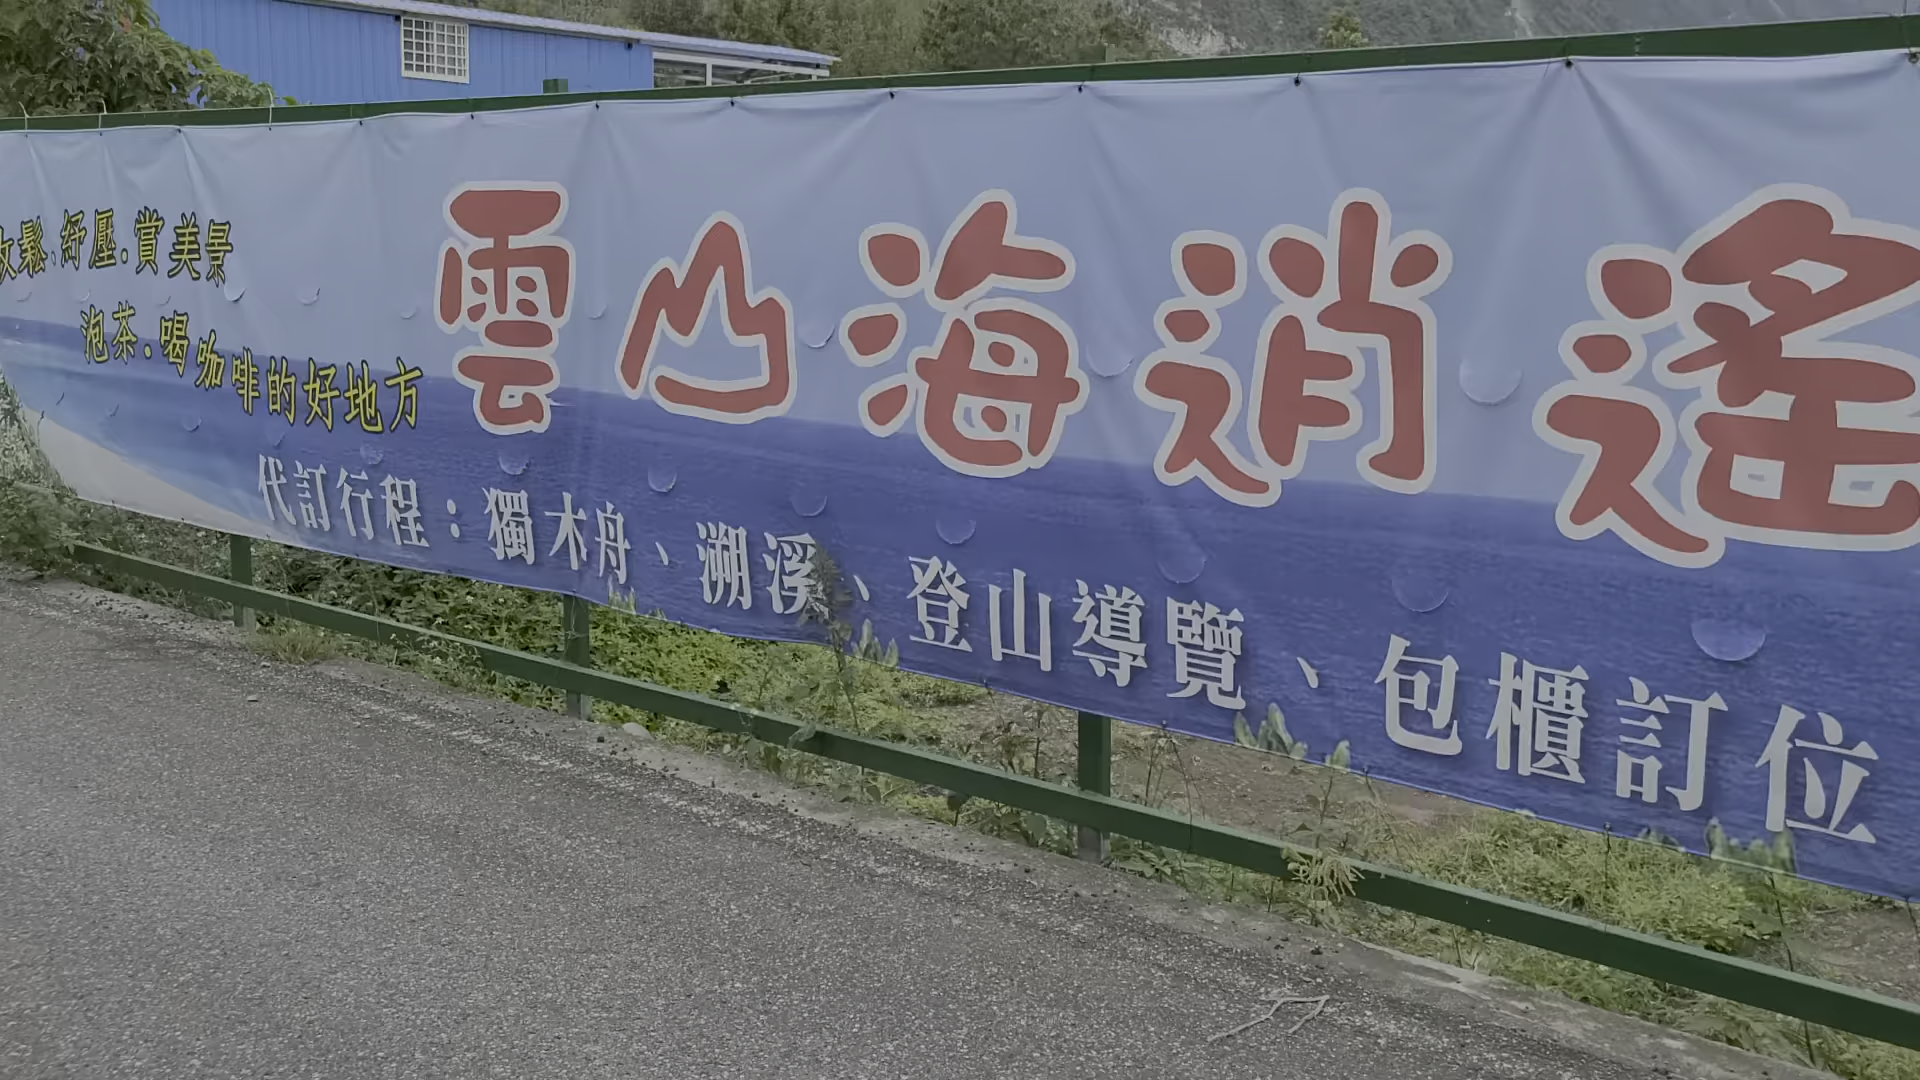 放鬆.紓壓.賞美景
泡茶.喝咖啡的好地方
雲山海逍遙
代訂行程：獨木舟、溯溪、登山導覽、包櫃訂位